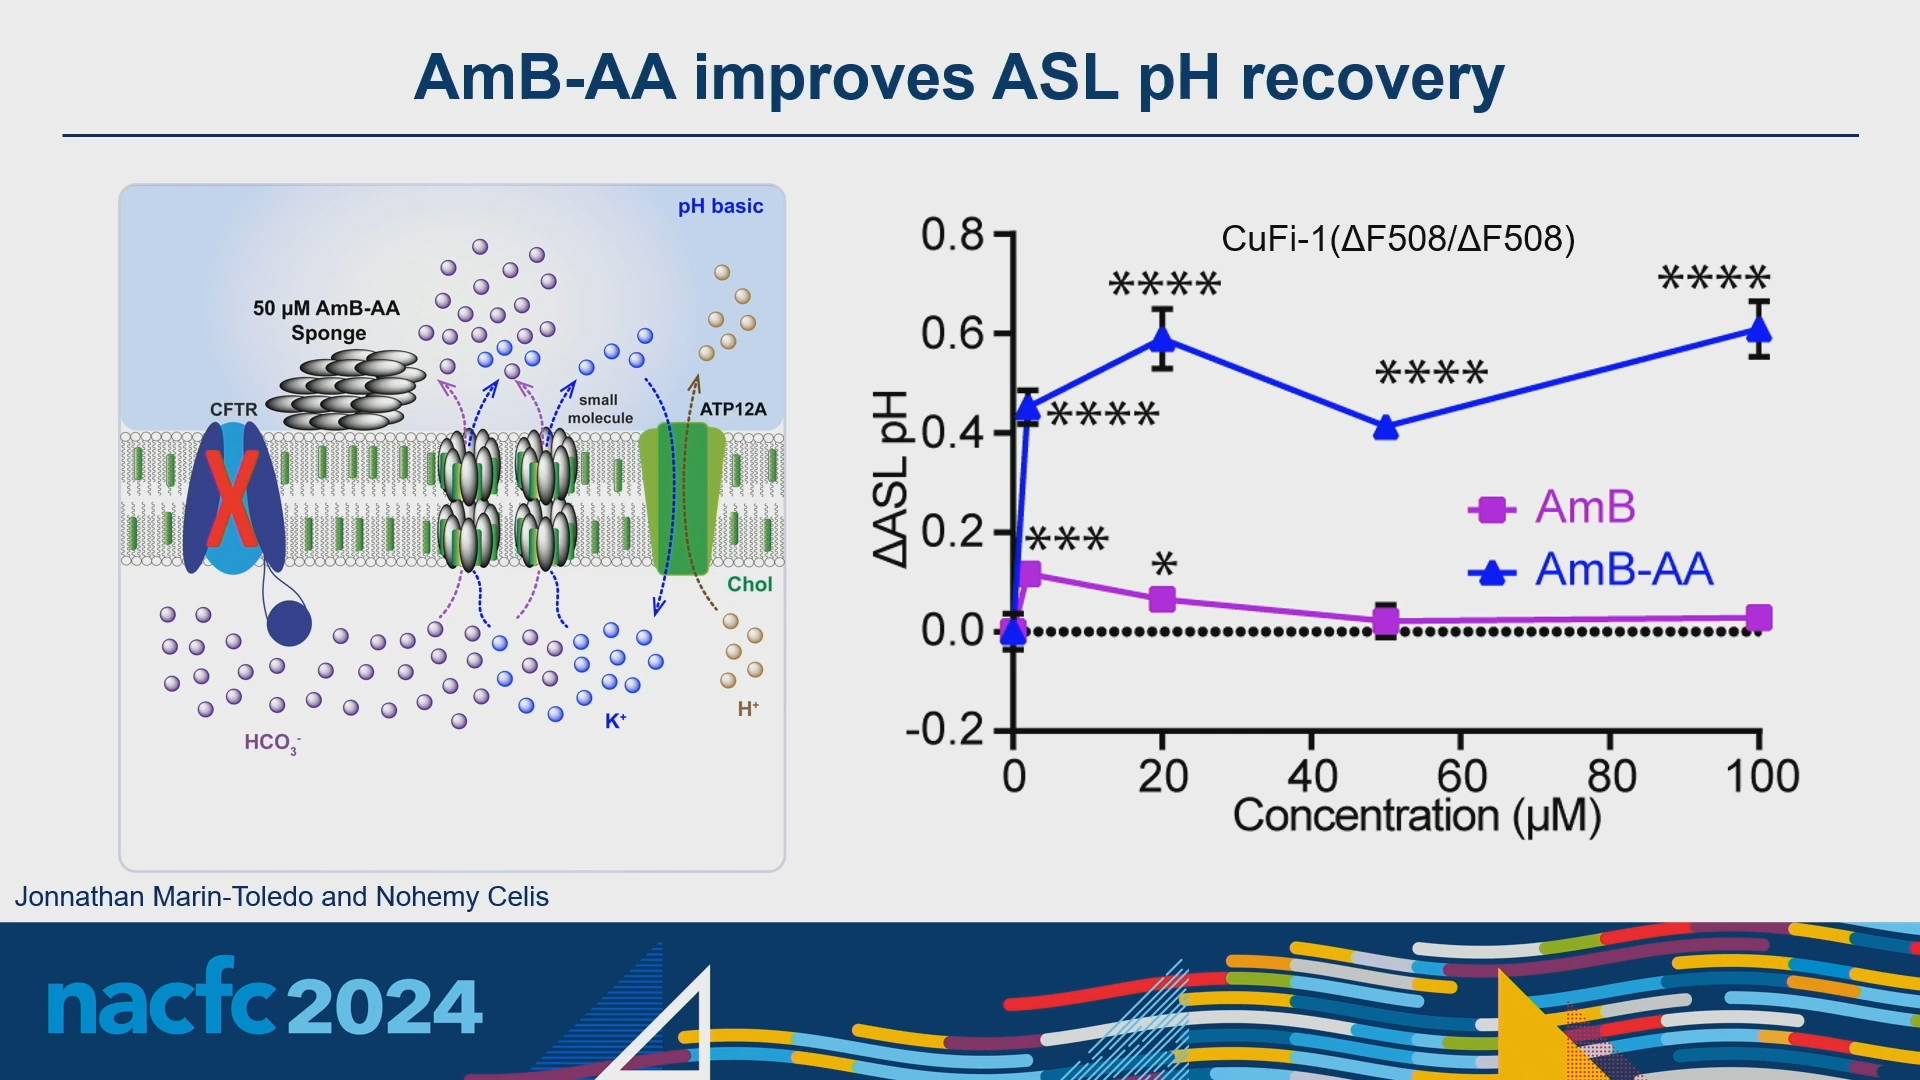 AmB-AA improves ASL pH recovery
pH basic
50 µM AmB-AA
Sponge
CFTR
small
molecule
ATP12A
Chol
HCO₃⁻
K⁺
H⁺
CuFi-1(ΔF508/ΔF508)
ΔASL pH
0.8
0.6
0.4
0.2
0.0
-0.2
****
****
****
****
***
*
AmB
AmB-AA
0 20 40 60 80 100
Concentration (µM)
Jonnathan Marin-Toledo and Nohemy Celis
nacfc 2024